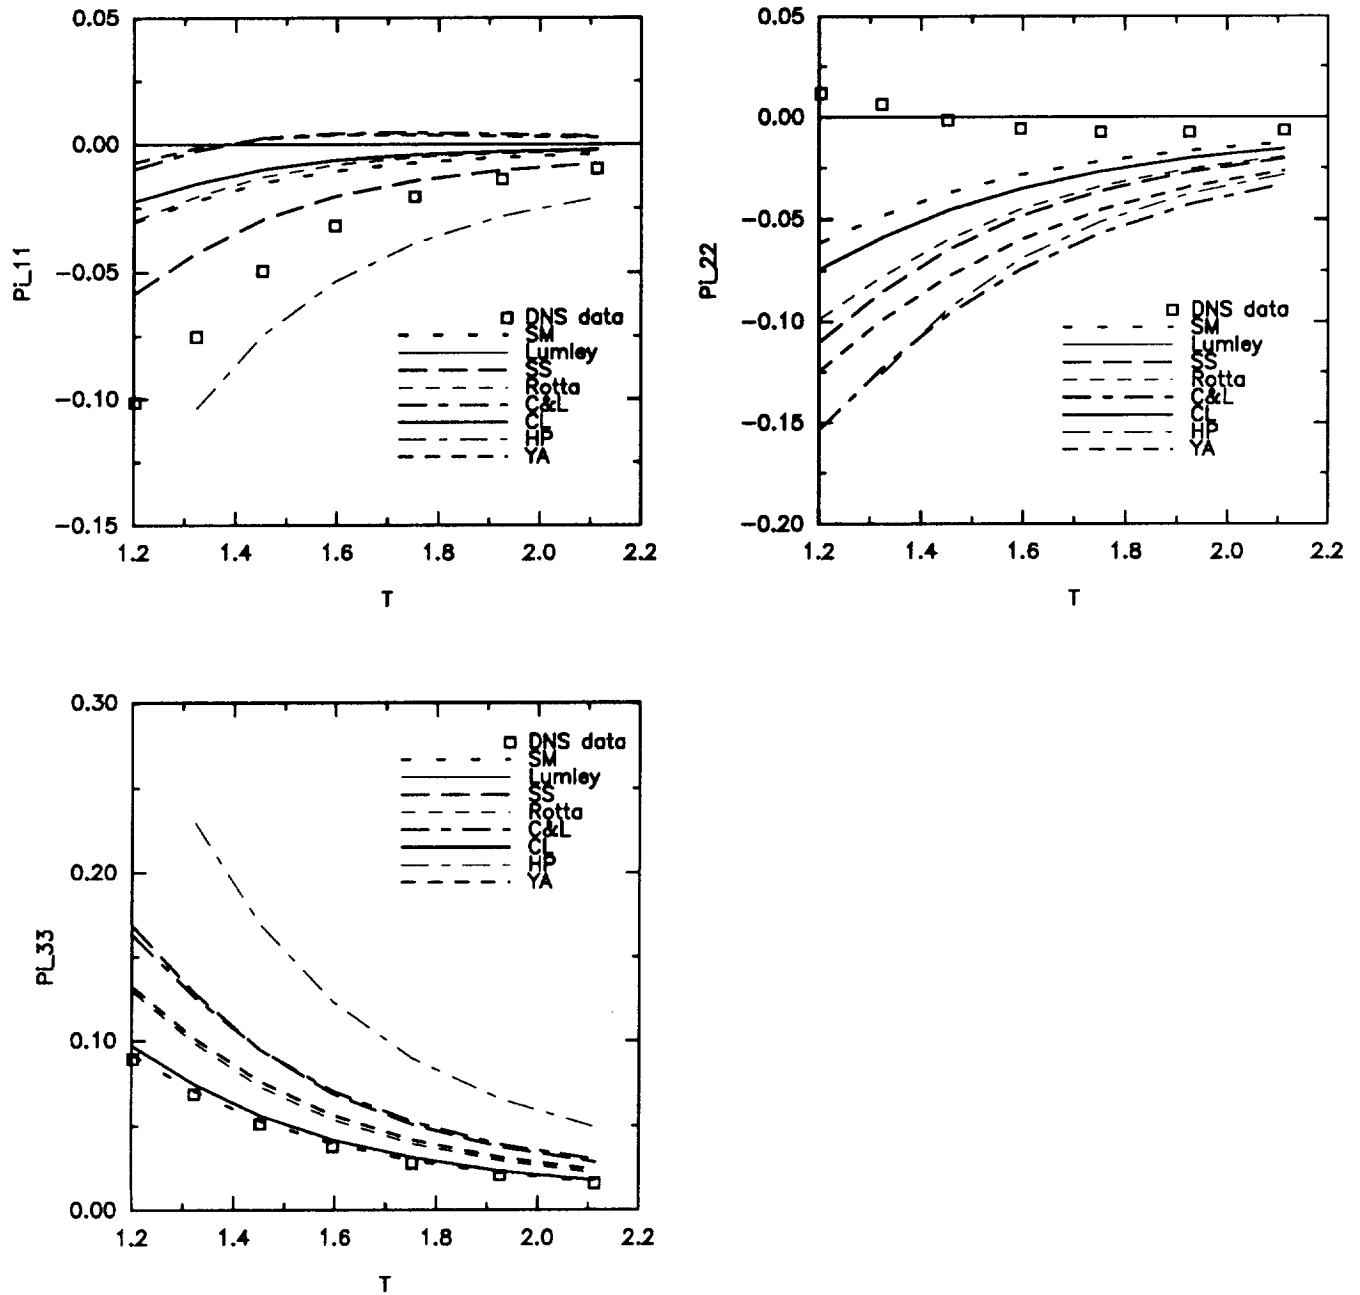 0.05
0.00
-0.05
-0.10
-0.15
Pi_11
1.2 1.4 1.6 1.8 2.0 2.2
T
DNS data
SM
Lumley
SS
Rotta
C&L
CL
HP
YA
0.05
0.00
-0.05
-0.10
-0.15
-0.20
Pi_22
1.2 1.4 1.6 1.8 2.0 2.2
T
DNS data
SM
Lumley
SS
Rotta
C&L
CL
HP
YA
0.30
0.20
0.10
0.00
Pi_33
1.2 1.4 1.6 1.8 2.0 2.2
T
DNS data
SM
Lumley
SS
Rotta
C&L
CL
HP
YA